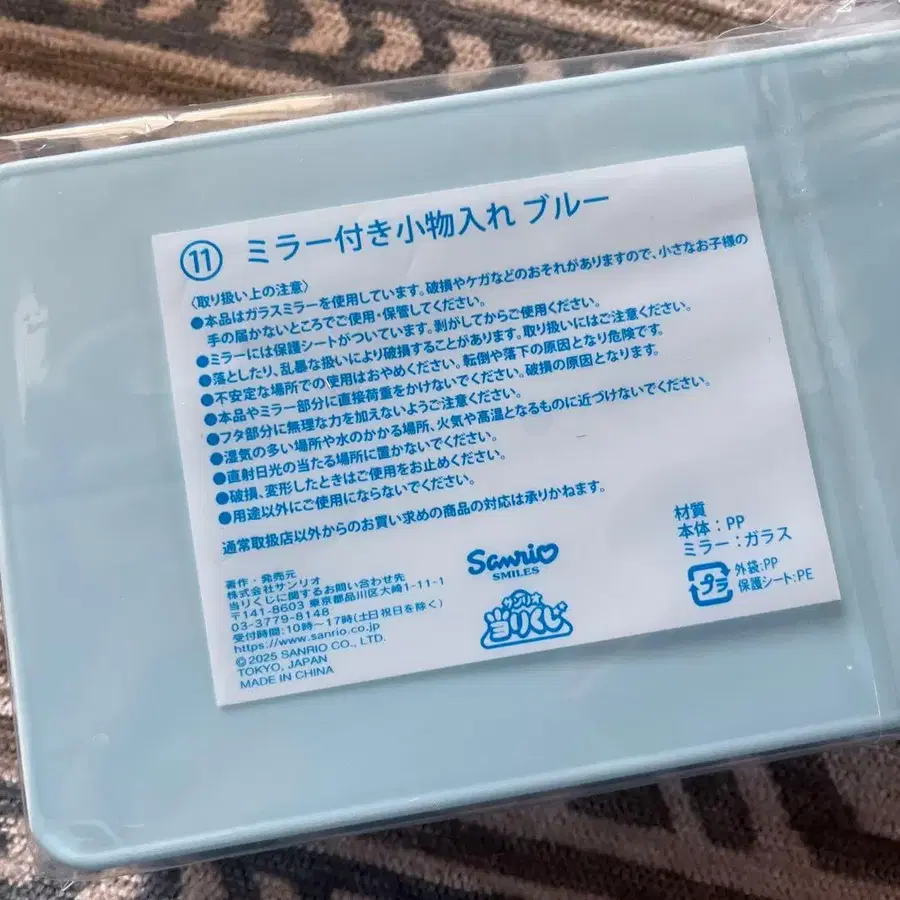 ⑪ ミラー付き小物入れ ブルー
〈取り扱い上の注意〉
●本品はガラスミラーを使用しています。破損やケガなどのおそれがありますので、小さなお子様の
手の届かないところでご使用・保管してください。
●ミラーには保護シートがついています。剥がしてからご使用ください。
●落としたり、乱暴な扱いにより破損することがあります。取り扱いにはご注意ください。
●不安定な場所での使用はおやめください。転倒や落下の原因となり危険です。
●本品やミラー部分に直接荷重をかけないでください。破損の原因となります。
●フタ部分に無理な力を加えないようご注意ください。
●湿気の多い場所や水のかかる場所、火気や高温となるものに近づけないでください。
●直射日光の当たる場所に置かないでください。
●破損、変形したときはご使用をお止めください。
●用途以外にご使用にならないでください。
通常取扱店以外からのお買い求めの商品の対応は承りかねます。
著作・発売元
株式会社サンリオ
当りくじに関するお問い合わせ先
〒141-8603 東京都品川区大崎1-11-1
03-3779-8148
受付時間:10時〜17時(土日祝日を除く)
https://www.sanrio.co.jp
©2025 SANRIO CO., LTD.
TOKYO, JAPAN
MADE IN CHINA
Sanrio
SMILES
サンリオ
当りくじ
材質
本体:PP
ミラー:ガラス
プラ
外袋:PP
保護シート:PE